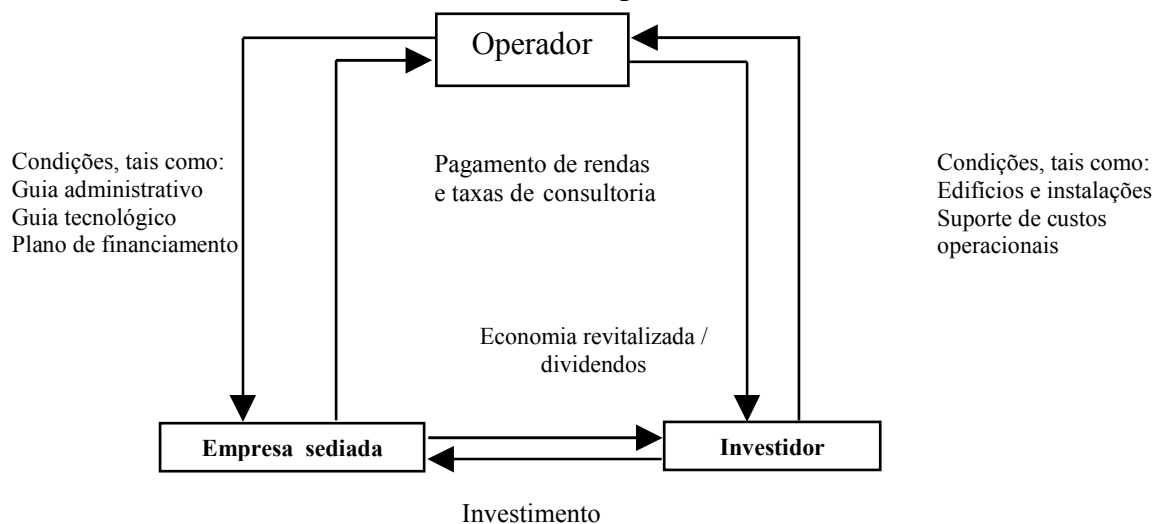 Operador
Condições, tais como:
Guia administrativo
Guia tecnológico
Plano de financiamento
Pagamento de rendas
e taxas de consultoria
Condições, tais como:
Edifícios e instalações
Suporte de custos
operacionais
Economia revitalizada /
dividendos
Empresa sediada
Investidor
Investimento